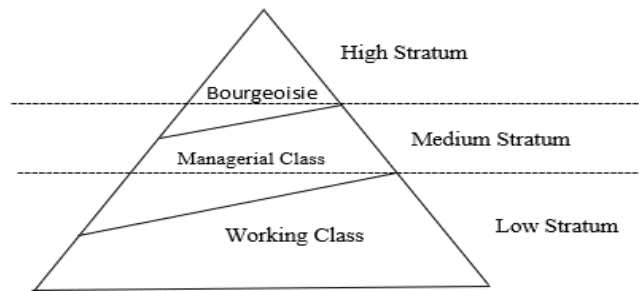 High Stratum
Bourgeoisie
Medium Stratum
Managerial Class
Low Stratum
Working Class